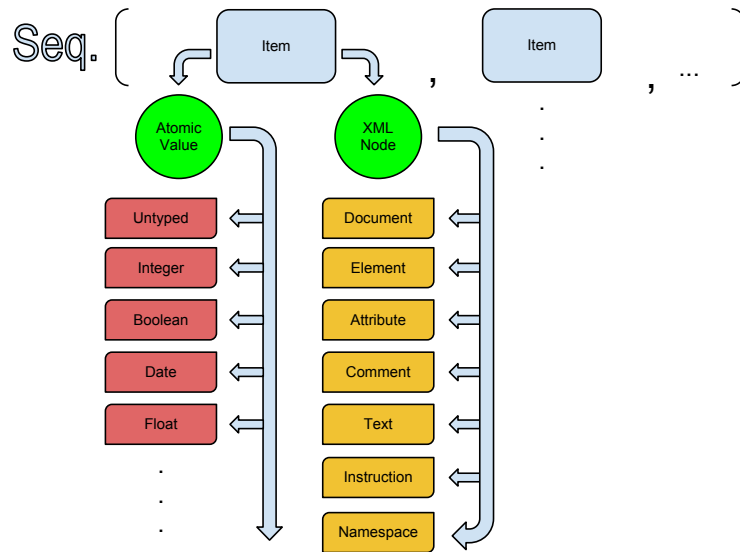 Seq. ( Item , Item , ... )
Atomic
Value
XML
Node
Untyped
Document
Integer
Element
Boolean
Attribute
Date
Comment
Float
Text
Instruction
Namespace